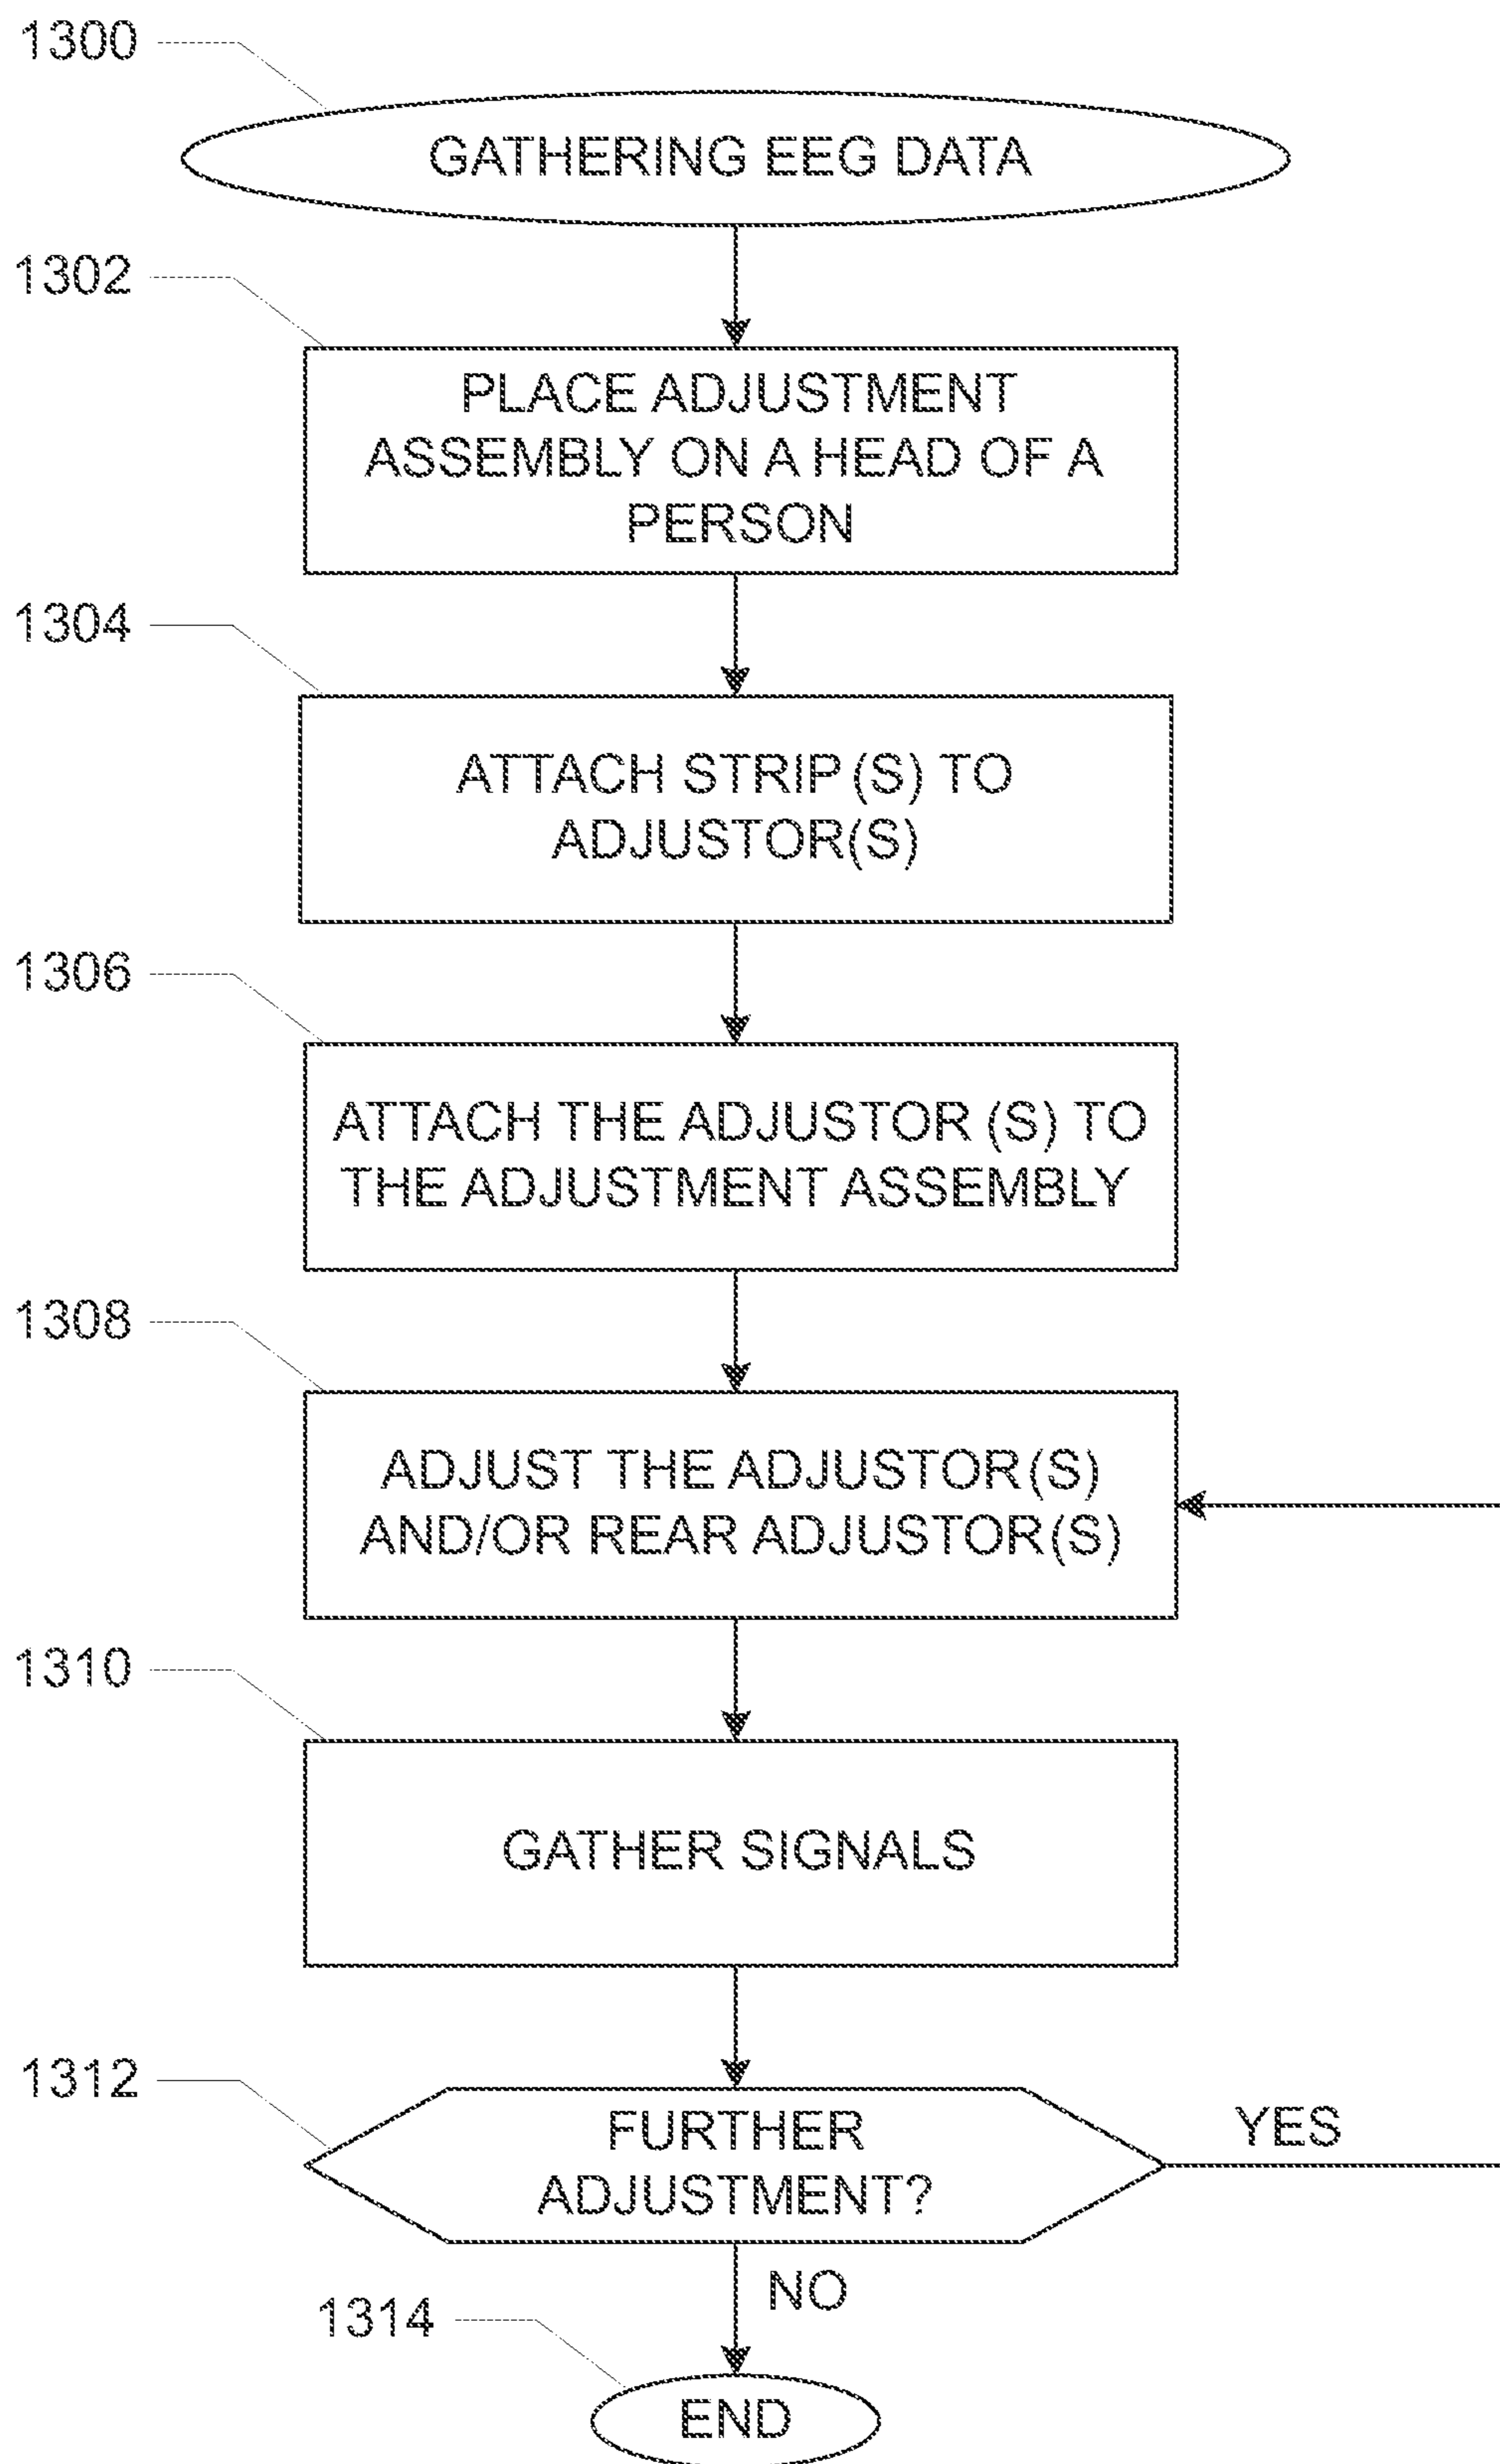 1300
GATHERING EEG DATA
1302
PLACE ADJUSTMENT
ASSEMBLY ON A HEAD OF A
PERSON
1304
ATTACH STRIP(S) TO
ADJUSTOR(S)
1306
ATTACH THE ADJUSTOR(S) TO
THE ADJUSTMENT ASSEMBLY
1308
ADJUST THE ADJUSTOR(S)
AND/OR REAR ADJUSTOR(S)
1310
GATHER SIGNALS
1312
FURTHER
ADJUSTMENT?
YES
NO
1314
END